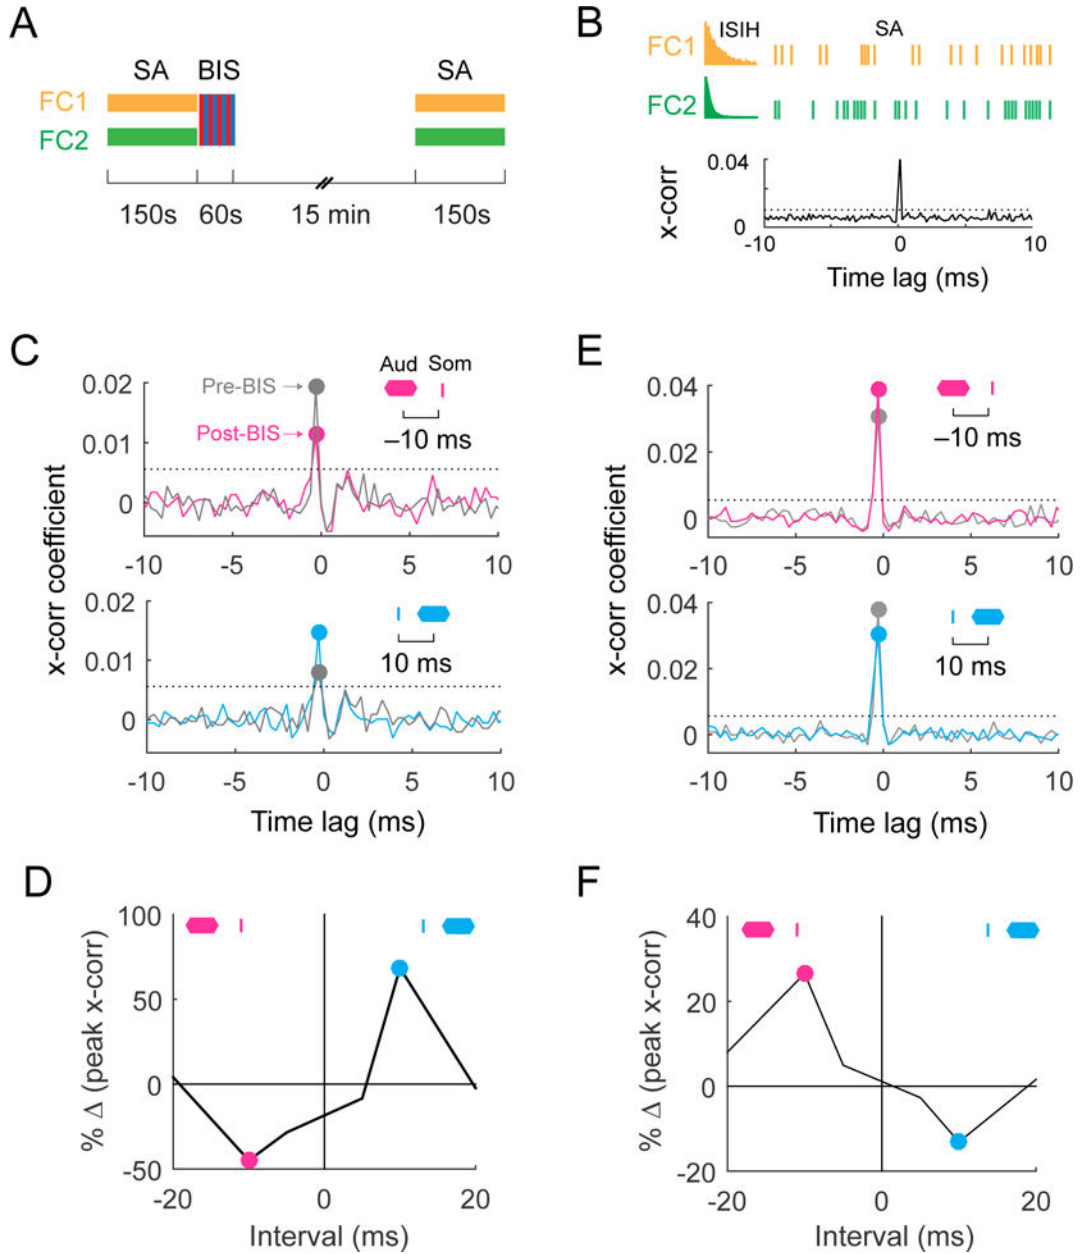 A
SA BIS SA
FC1
FC2
150s 60s 15 min 150s
B
ISIH SA
FC1
FC2
0.04
x-corr
0
-10 0 10
Time lag (ms)
C
Aud Som
0.02
Pre-BIS
Post-BIS
–10 ms
0.01
0
-10 -5 0 5 10
x-corr coefficient
0.02
0.01
10 ms
0
-10 -5 0 5 10
Time lag (ms)
E
0.04
–10 ms
0.02
0
-10 -5 0 5 10
x-corr coefficient
0.04
0.02
10 ms
0
-10 -5 0 5 10
Time lag (ms)
D
100
50
0
-50
% Δ (peak x-corr)
-20 0 20
Interval (ms)
F
40
20
0
-20
% Δ (peak x-corr)
-20 0 20
Interval (ms)